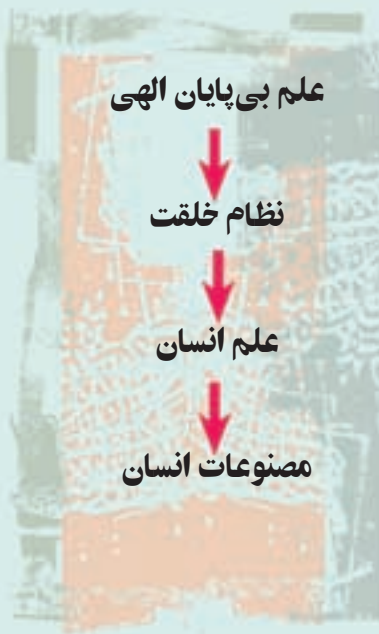 علم بی‌پایان الهی
نظام خلقت
علم انسان
مصنوعات انسان